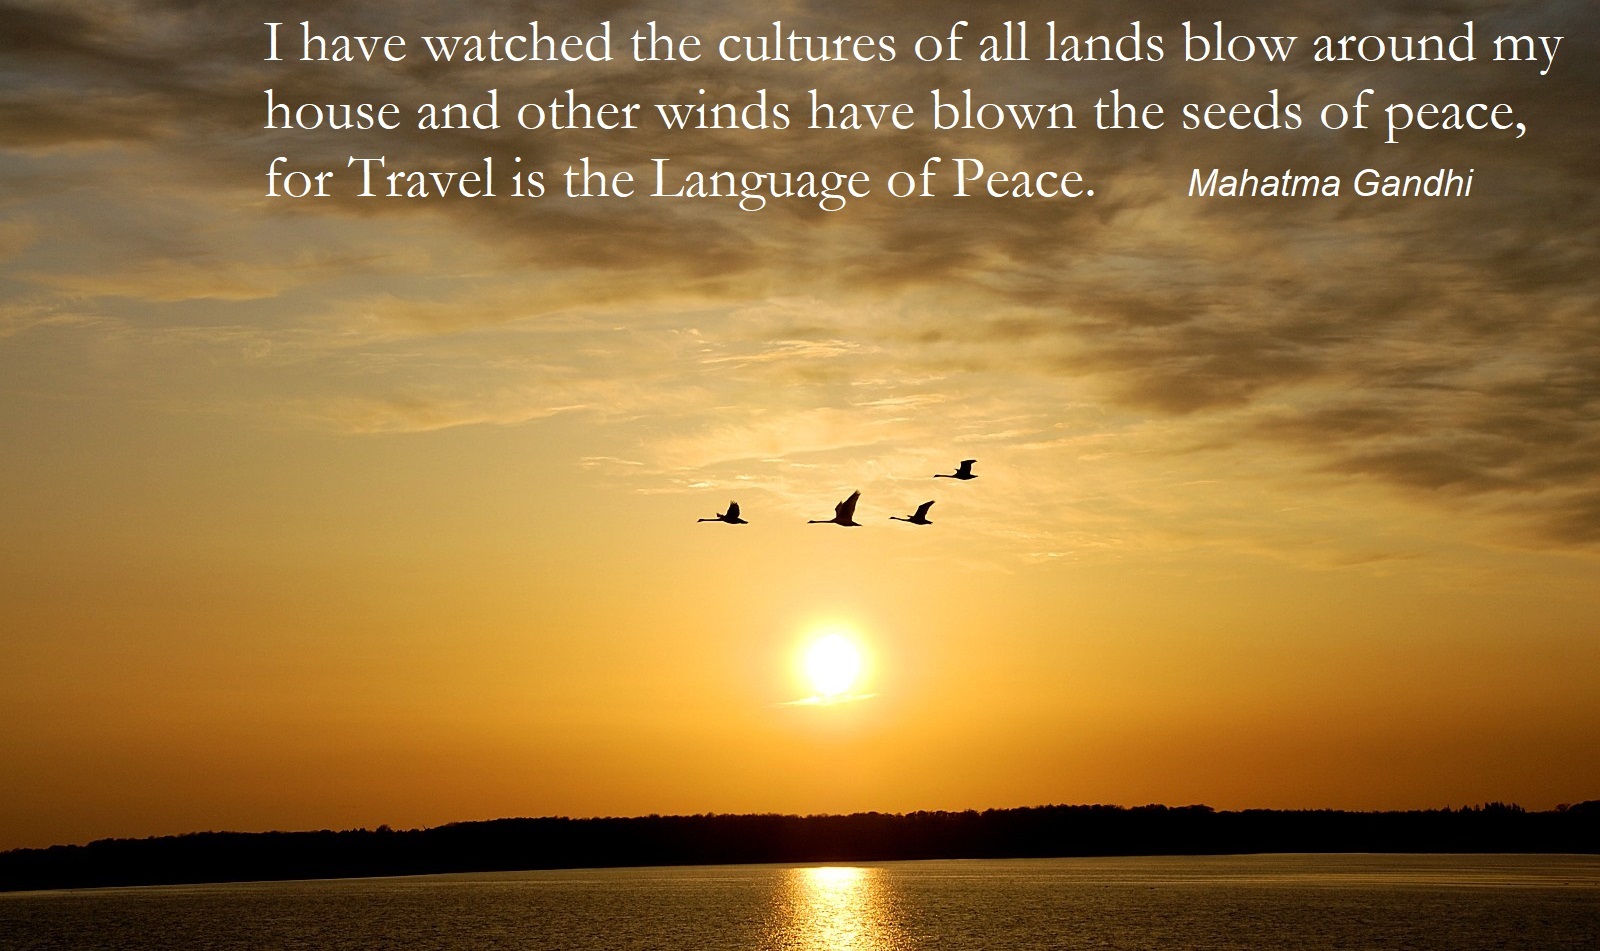 I have watched the cultures of all lands blow around my
house and other winds have blown the seeds of peace,
for Travel is the Language of Peace. Mahatma Gandhi